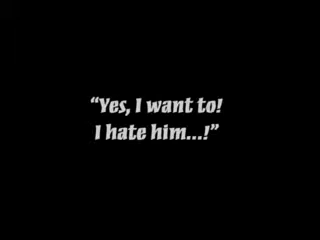 “Yes, I want to!
I hate him...!”